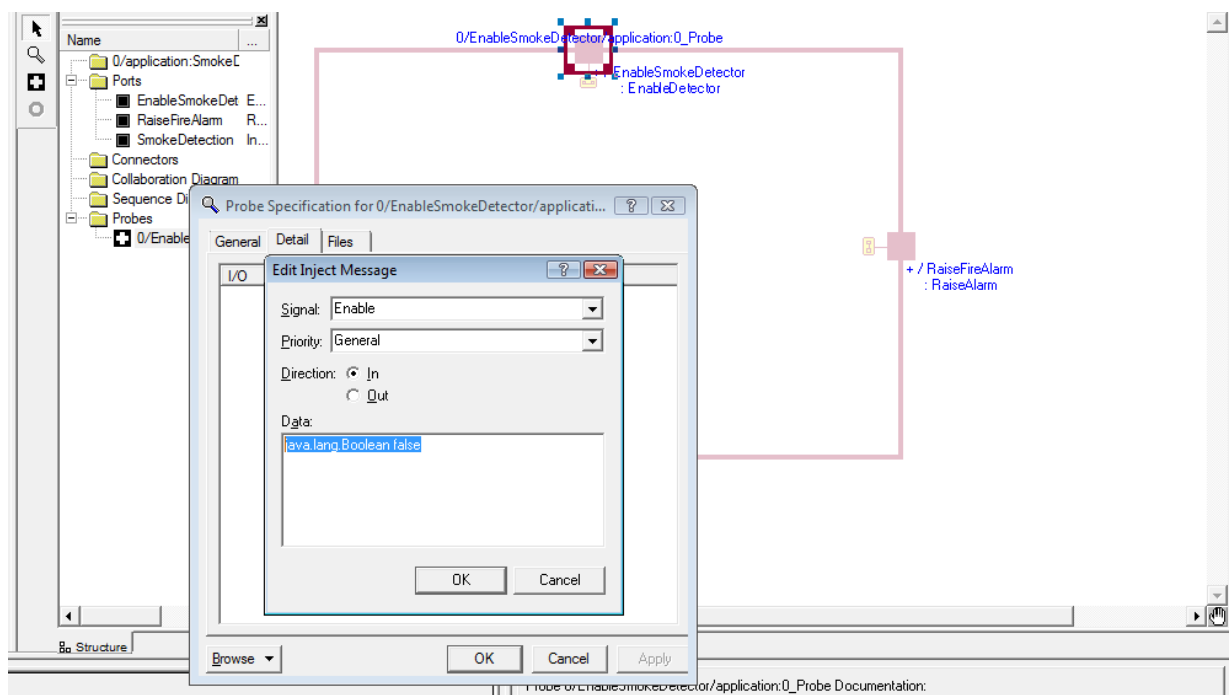 Name
...
0/application:SmokeD
Ports
EnableSmokeDet E...
RaiseFireAlarm R...
SmokeDetection In...
Connectors
Collaboration Diagram
Sequence Di
Probes
0/Enable
Structure
0/EnableSmokeDetector/application:0_Probe
+ / EnableSmokeDetector
: EnableDetector
+ / RaiseFireAlarm
: RaiseAlarm
Probe Specification for 0/EnableSmokeDetector/applicati...
General Detail Files
I/O
Edit Inject Message
Signal: Enable
Priority: General
Direction: In
Out
Data:
java.lang.Boolean false
OK Cancel
Browse OK Cancel Apply
Probe 0/EnableSmokeDetector/application:0_Probe Documentation: